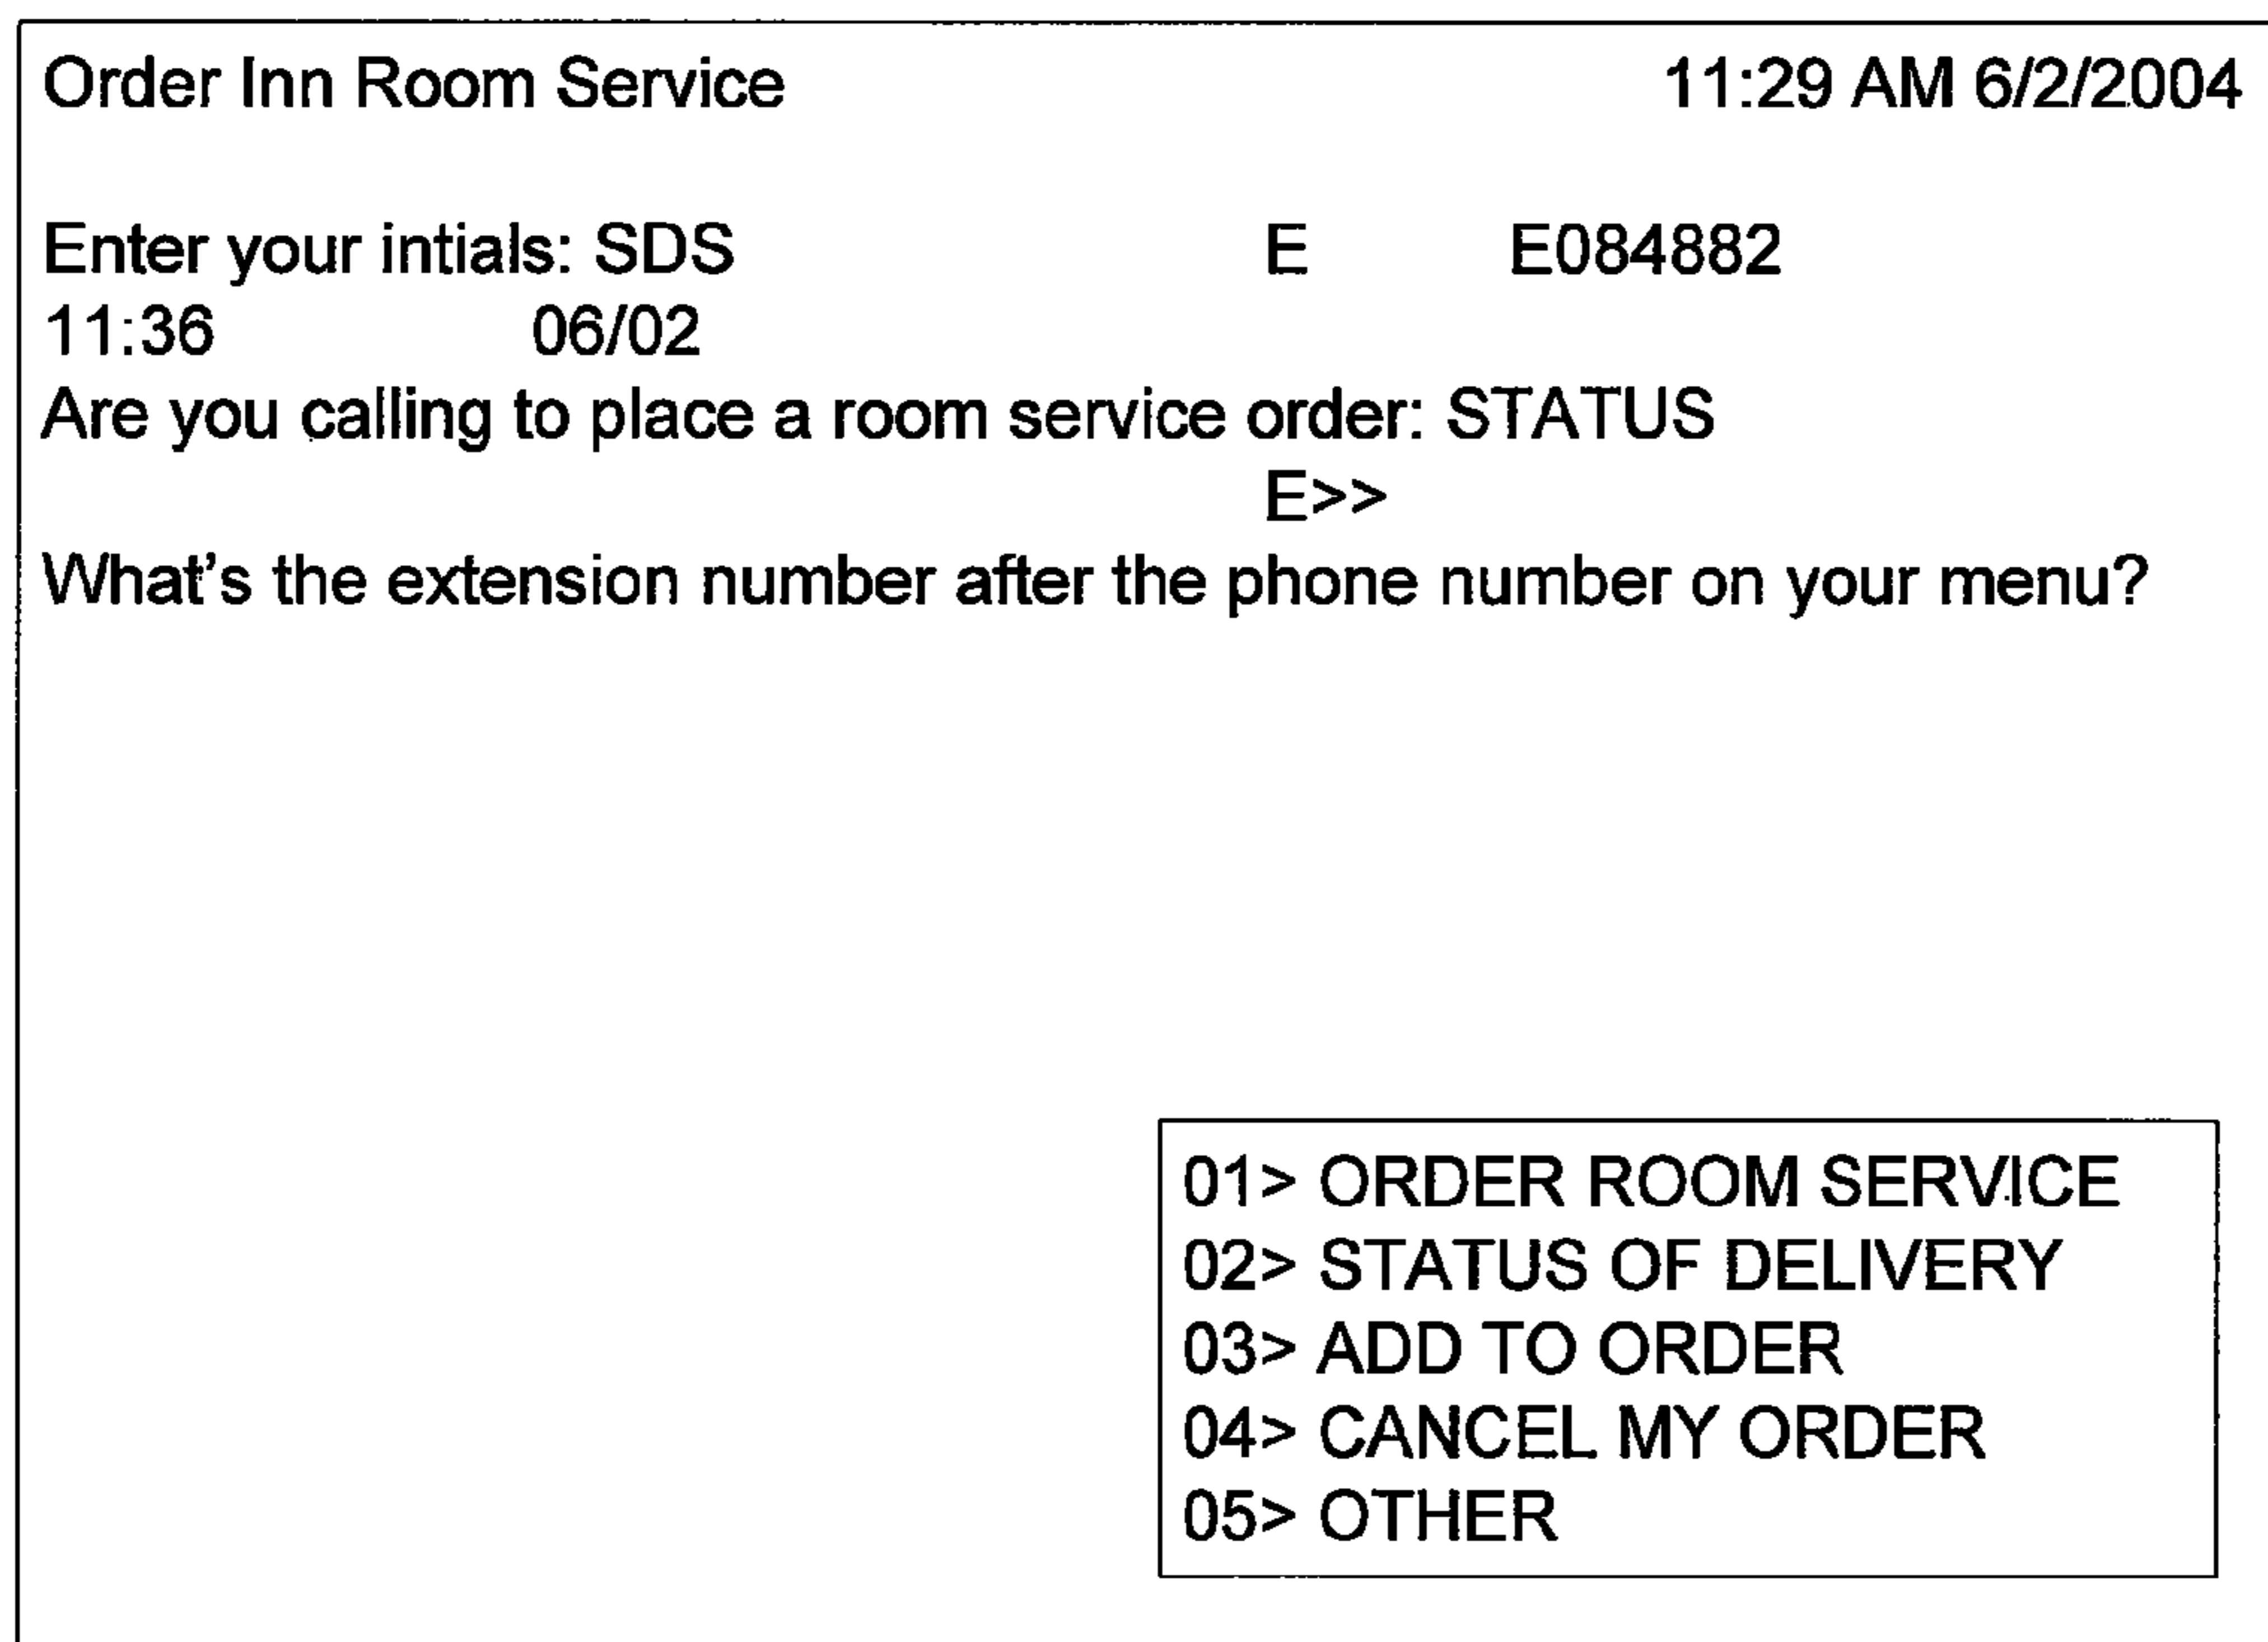 Order Inn Room Service 11:29 AM 6/2/2004
Enter your intials: SDS E E084882
11:36 06/02
Are you calling to place a room service order: STATUS
E>>
What's the extension number after the phone number on your menu?
01> ORDER ROOM SERVICE
02> STATUS OF DELIVERY
03> ADD TO ORDER
04> CANCEL MY ORDER
05> OTHER